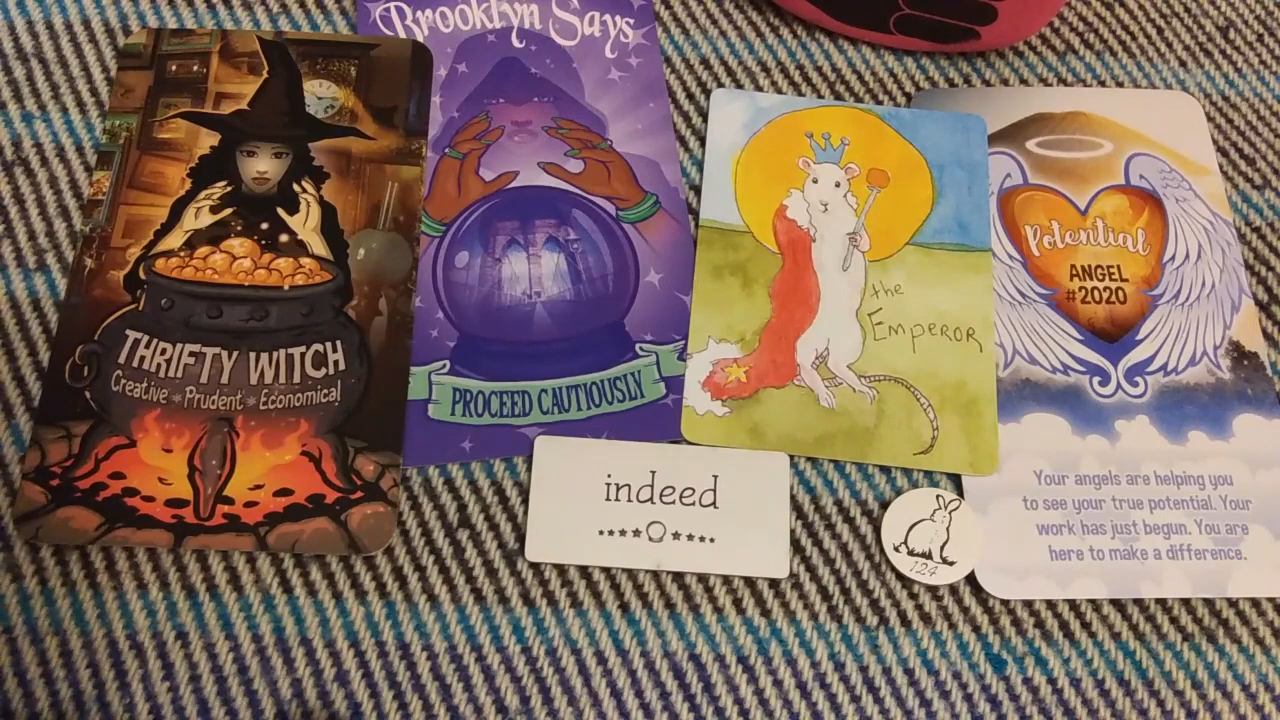 THRIFTY WITCH
Creative * Prudent * Economical
Brooklyn Says
PROCEED CAUTIOUSLY
indeed
the
EMPEROR
124
Potential
ANGEL
#2020
Your angels are helping you
to see your true potential. Your
work has just begun. You are
here to make a difference.